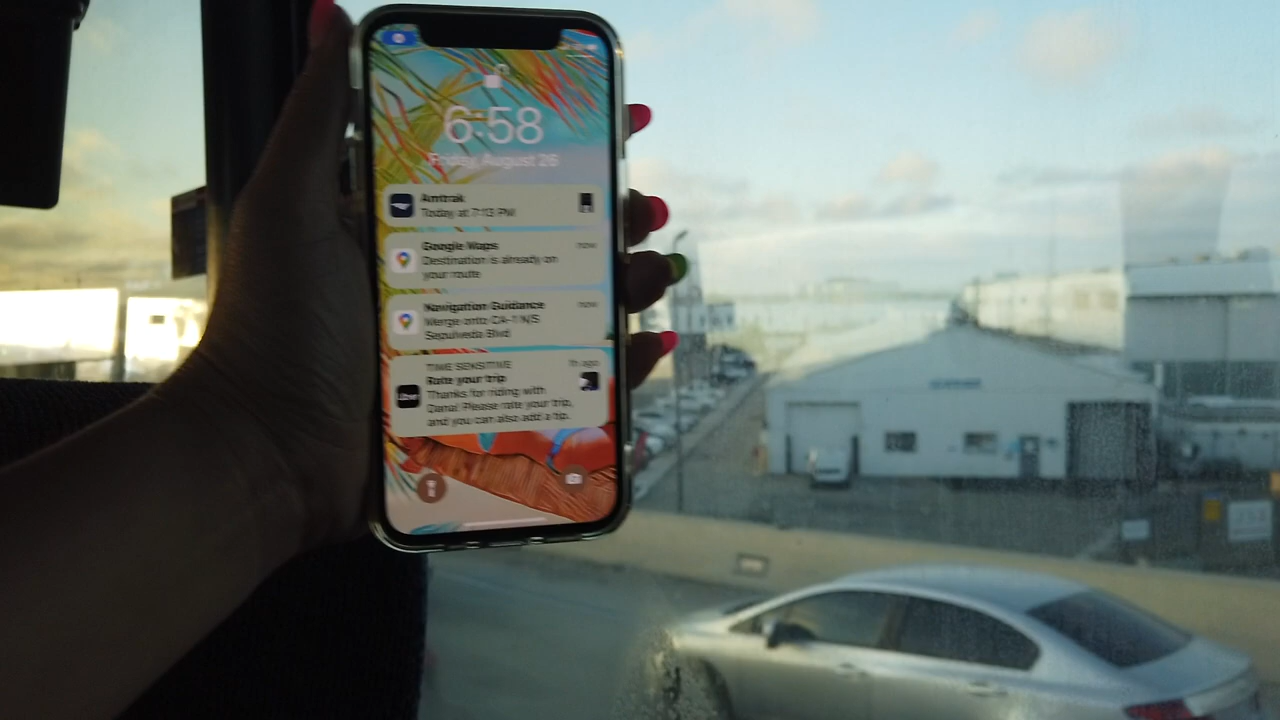 6:58
Friday, August 26
Amtrak
Today at 7:13 PM
Google Maps
now
Destination is already on
your route
Navigation Guidance
now
Merge onto CA-1 N/S
Sepulveda Blvd
TIME SENSITIVE
1h ago
Rate your trip
Uber
Thanks for riding with
Dana! Please rate your trip,
and you can also add a tip.